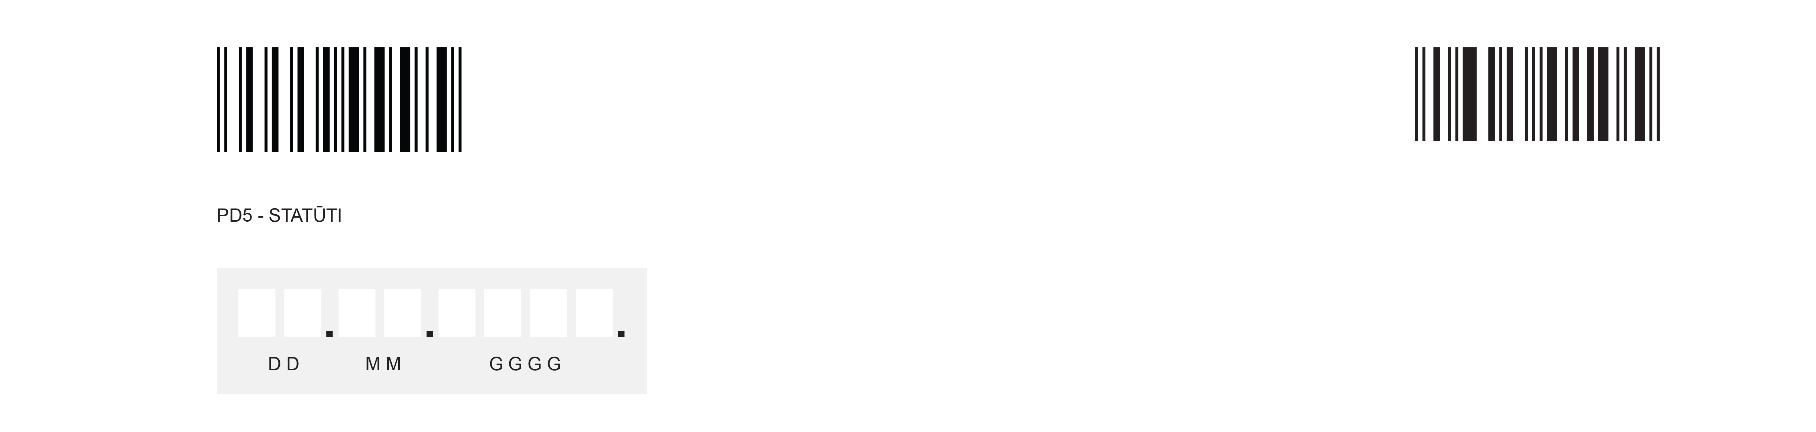 PD5 - STATŪTI
. . .
DD MM GGGG